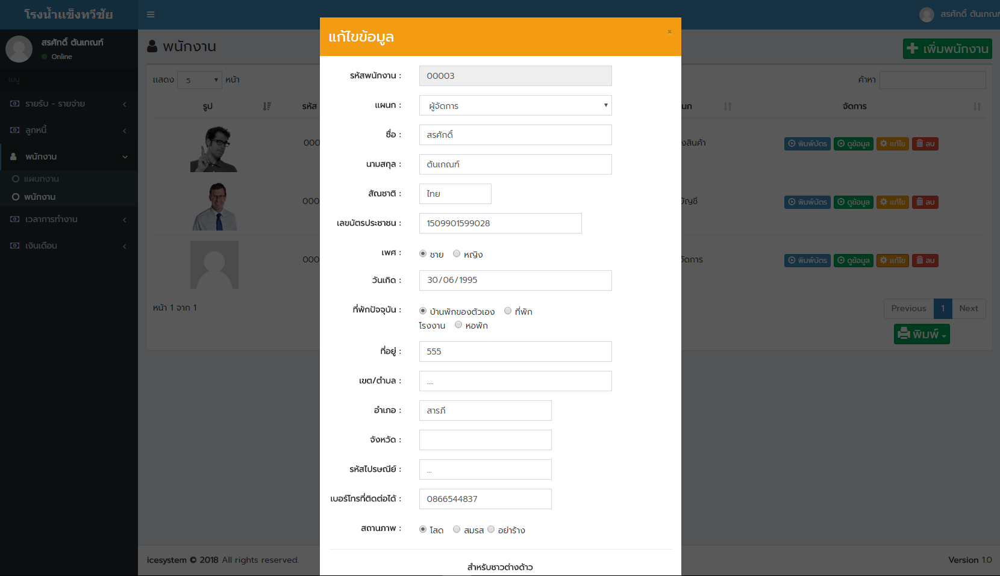 โรงน้ำแข็งทวีชัย
สรศักดิ์ ต้นเกณฑ์
สรศักดิ์ ต้นเกณฑ์
Online
เมนู
รายรับ - รายจ่าย
ลูกหนี้
พนักงาน
แผนกงาน
พนักงาน
เวลาการทำงาน
เงินเดือน
พนักงาน
เพิ่มพนักงาน
แสดง 5 หน้า
ค้าหา
รูป รหัส นก จัดการ
000 งสินค้า พิมพ์บัตร ดูข้อมูล แก้ไข ลบ
000 บัญชี พิมพ์บัตร ดูข้อมูล แก้ไข ลบ
000 จัดการ พิมพ์บัตร ดูข้อมูล แก้ไข ลบ
หน้า 1 จาก 1
Previous 1 Next
พิมพ์
แก้ไขข้อมูล ×
รหัสพนักงาน : 00003
แผนก : ผู้จัดการ
ชื่อ : สรศักดิ์
นามสกุล : ต้นเกณฑ์
สัญชาติ : ไทย
เลขบัตรประชาชน : 1509901599028
เพศ : ชาย หญิง
วันเกิด : 30/06/1995
ที่พักปัจจุบัน : บ้านพักของตัวเอง ที่พัก
โรงงาน หอพัก
ที่อยู่ : 555
เขต/ตำบล : ....
อำเภอ : สารภี
จังหวัด :
รหัสไปรษณีย์ : ...
เบอร์โทรที่ติดต่อได้ : 0866544837
สถานภาพ : โสด สมรส อย่าร้าง
สำหรับชาวต่างด้าว
icesystem © 2018 All rights reserved.
Version 1.0